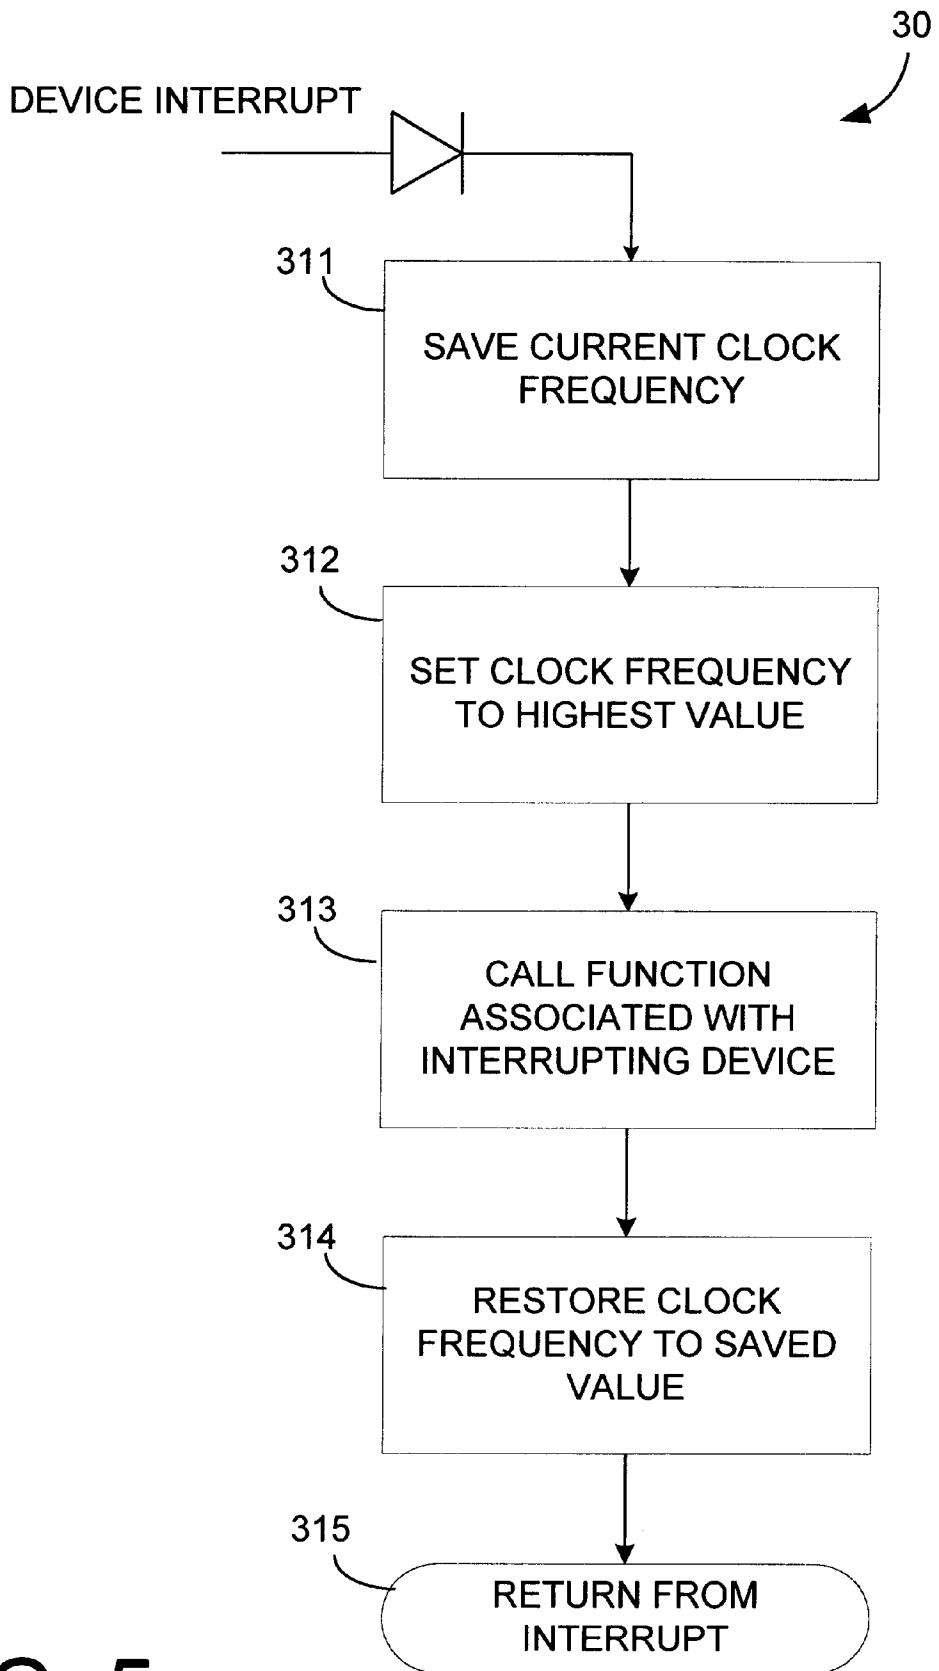 30
DEVICE INTERRUPT
311
SAVE CURRENT CLOCK
FREQUENCY
312
SET CLOCK FREQUENCY
TO HIGHEST VALUE
313
CALL FUNCTION
ASSOCIATED WITH
INTERRUPTING DEVICE
314
RESTORE CLOCK
FREQUENCY TO SAVED
VALUE
315
RETURN FROM
INTERRUPT